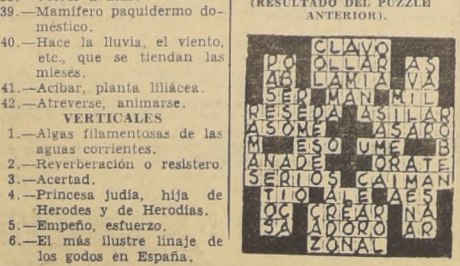 39.—Mamífero paquidermo do-
méstico.
40.—Hace la lluvia, el viento,
etc., que se tiendan las
mieses.
41.—Acíbar, planta liliácea.
42.—Atreverse, animarse.
VERTICALES
1.—Algas filamentosas de las
aguas corrientes.
2.—Reverberación o resistero
3.—Acertad.
4.—Princesa judía, hija de
Herodes y de Herodías.
5.—Empeño, esfuerzo.
6.—El más ilustre linaje de
los godos en España.
(RESULTADO DEL PUZZLE
ANTERIOR).
CLAVO
PO OLLAR AS
AB LAMIA VA
SER MAN MIL
RESEDA ASILAR
ASOME ASARO
M ESO UME B
AÑADE ORATE
SERIOS CAIMAN
TIO ALE AES
OC CREAR NA
SA ADORO AR
ZONAL